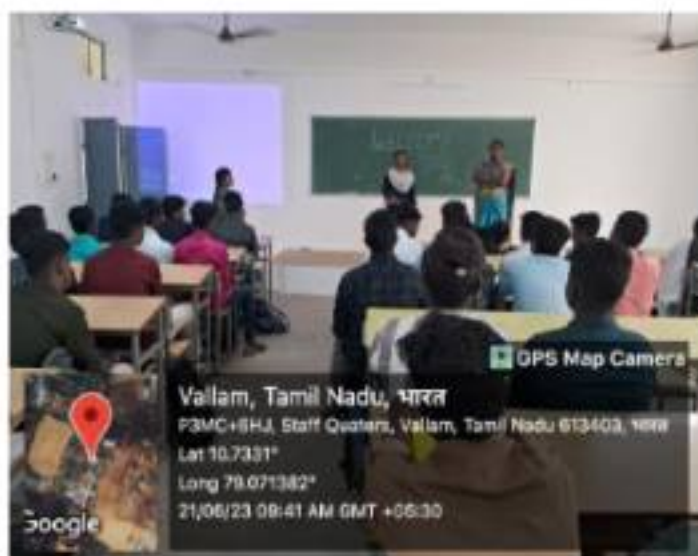 GPS Map Camera
Vallam, Tamil Nadu, भारत
P3MC+6HJ, Staff Quaters, Vallam, Tamil Nadu 613403, भारत
Lat 10.7331°
Long 79.071382°
21/06/23 09:41 AM GMT +05:30
Google